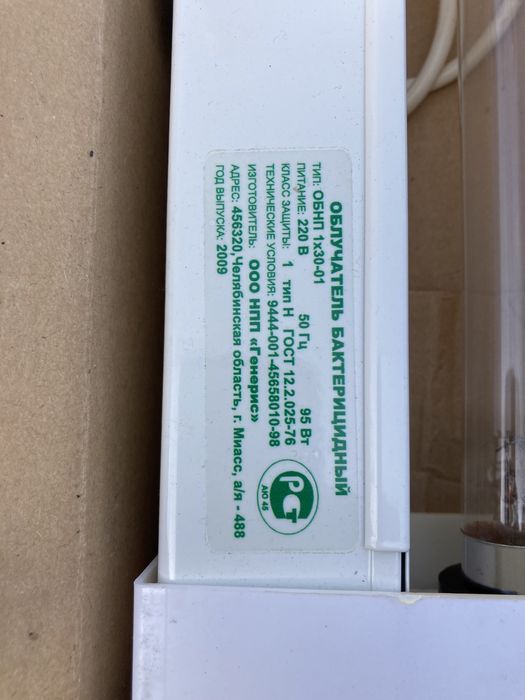 ОБЛУЧАТЕЛЬ БАКТЕРИЦИДНЫЙ
ТИП: ОБНП 1х30-01
ПИТАНИЕ: 220 В 50 Гц 95 Вт
КЛАСС ЗАЩИТЫ: 1 тип Н ГОСТ 12.2.025-76
ТЕХНИЧЕСКИЕ УСЛОВИЯ: 9444-001-45658010-98
ИЗГОТОВИТЕЛЬ: ООО НПП «Генерис»
АДРЕС: 456320,Челябинская область, г. Миасс, а/я - 488
ГОД ВЫПУСКА: 2009
РСТ
АЮ 45